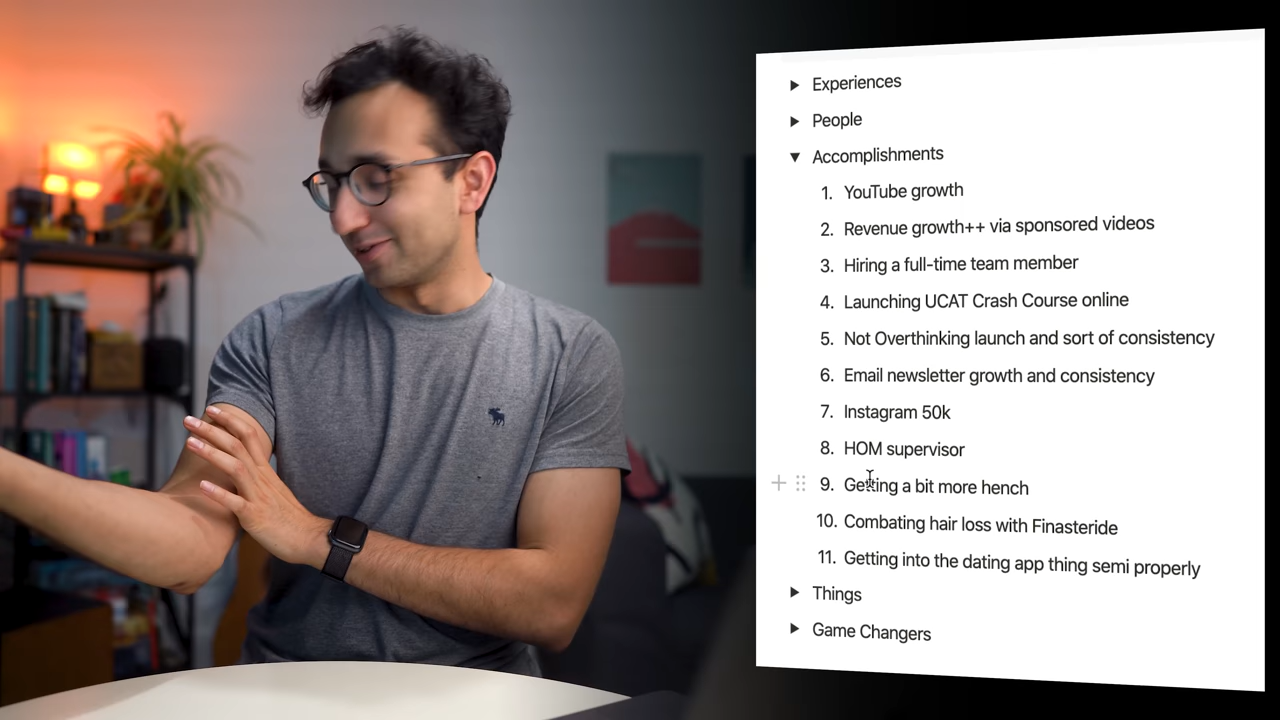 Experiences
People
Accomplishments
1. YouTube growth
2. Revenue growth++ via sponsored videos
3. Hiring a full-time team member
4. Launching UCAT Crash Course online
5. Not Overthinking launch and sort of consistency
6. Email newsletter growth and consistency
7. Instagram 50k
8. HOM supervisor
9. Getting a bit more hench
10. Combating hair loss with Finasteride
11. Getting into the dating app thing semi properly
Things
Game Changers